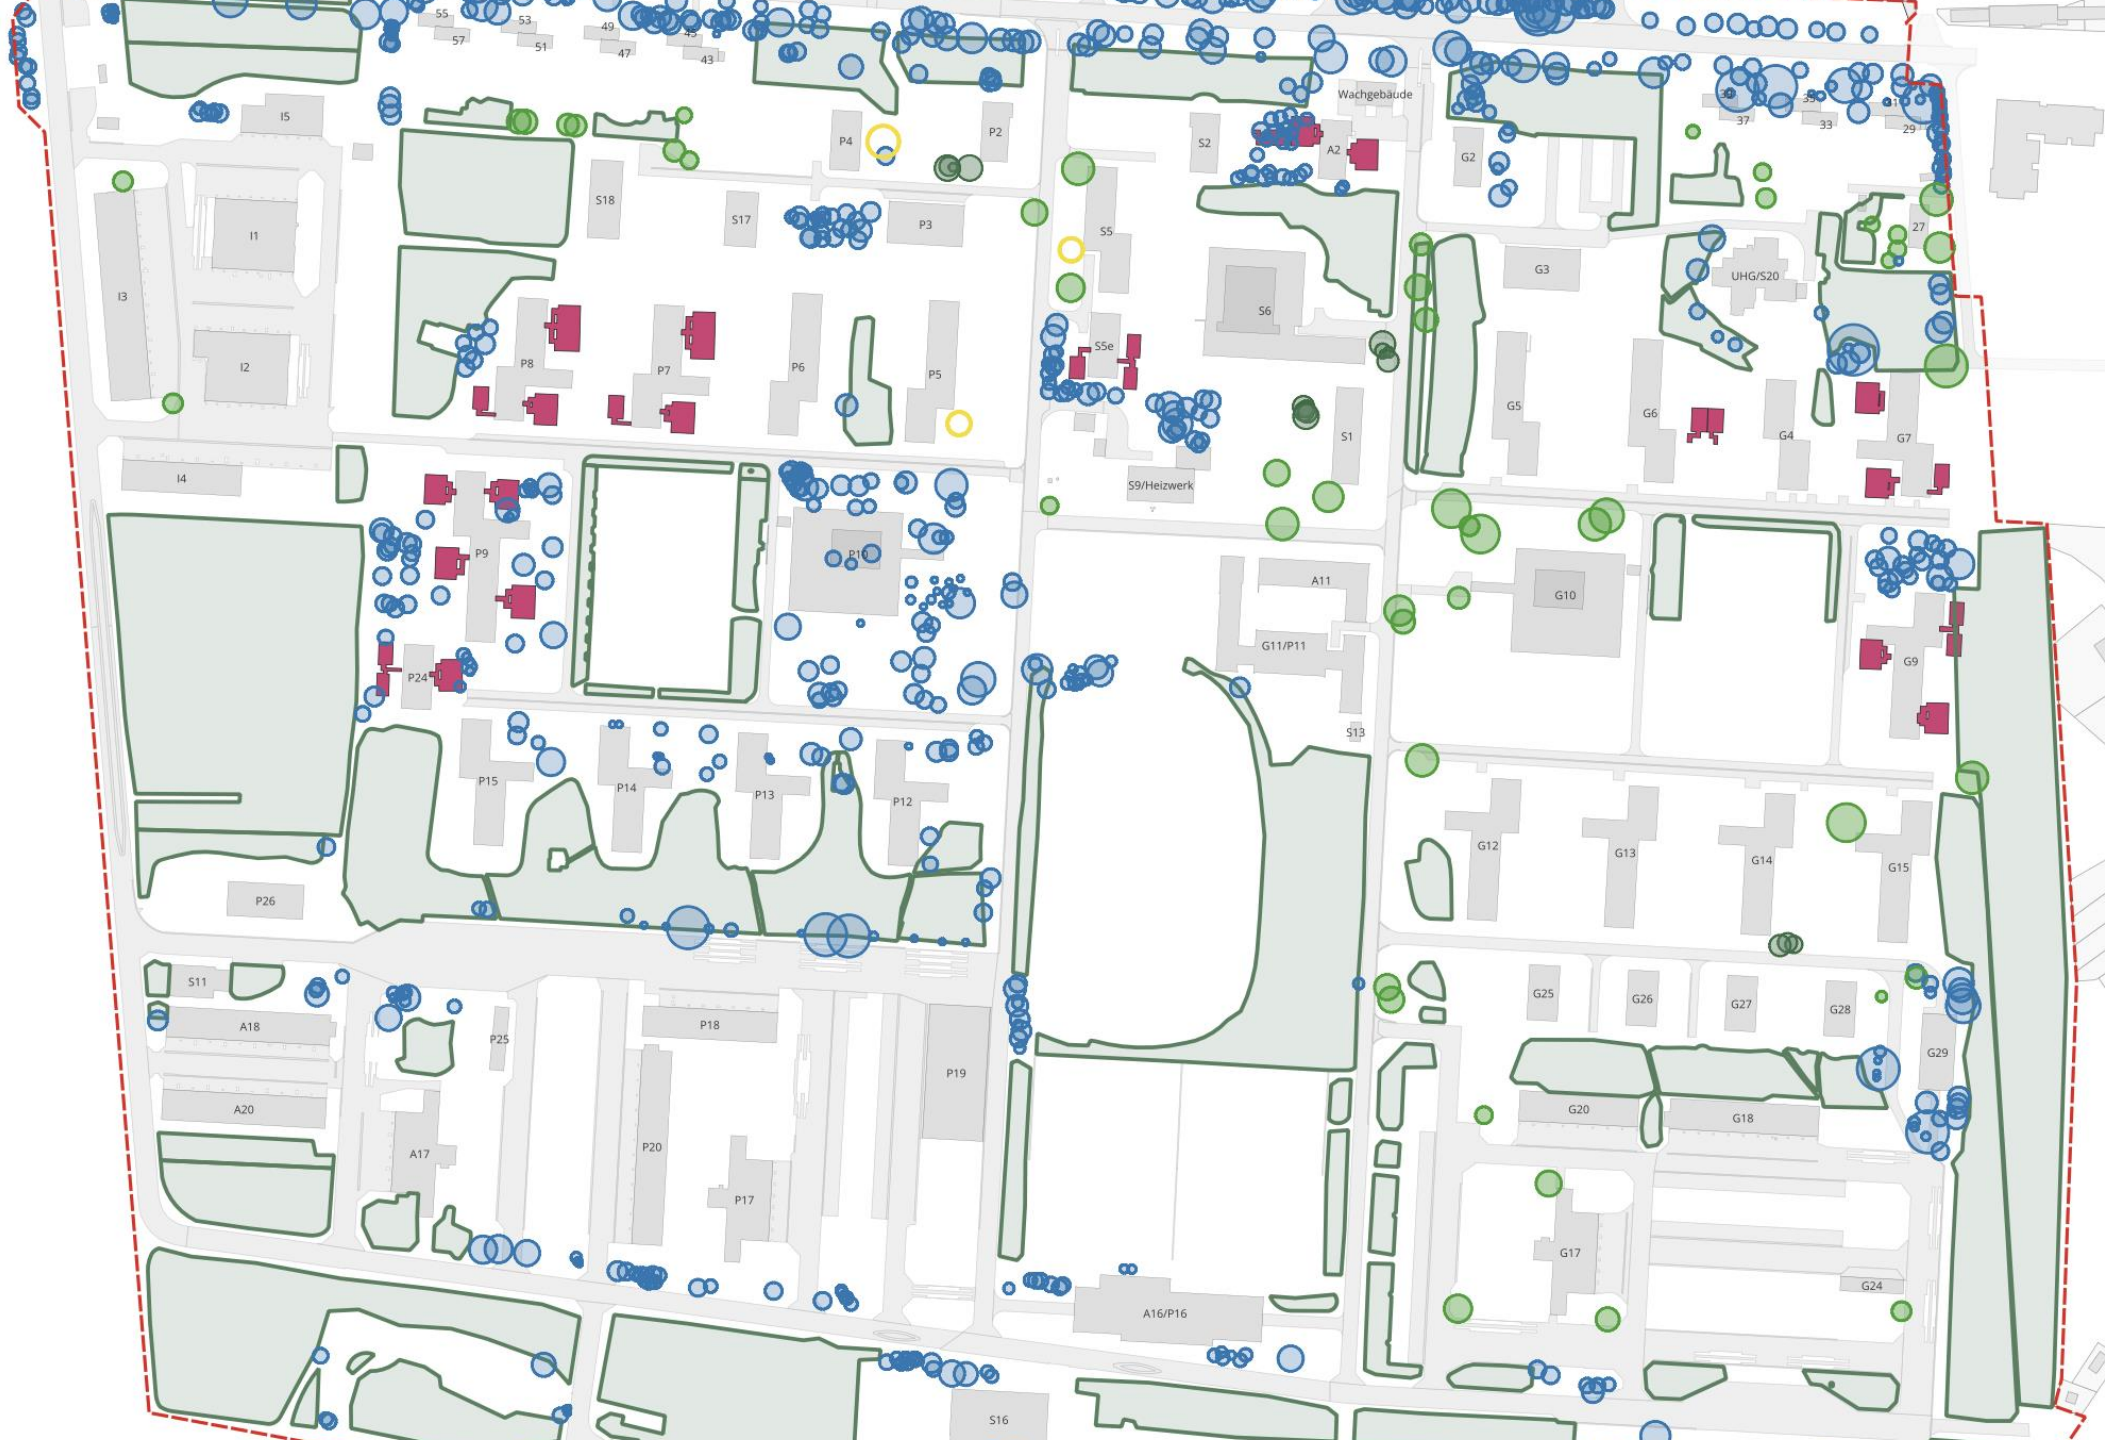 55
53
49
45
57
51
47
43
Wachgebäude
39
35
31
37
33
29
I5
P4
P2
S2
A2
G2
S18
S17
P3
S5
27
I1
I3
G3
UHG/S20
S6
I2
P8
P7
P6
P5
S5e
G5
G6
G4
G7
S1
I4
S9/Heizwerk
P9
P10
A11
G10
G11/P11
G9
P24
S13
P15
P14
P13
P12
G12
G13
G14
G15
P26
S11
G25
G26
G27
G28
A18
P18
P25
G29
P19
A20
G20
G18
A17
P20
P17
G17
G24
A16/P16
S16